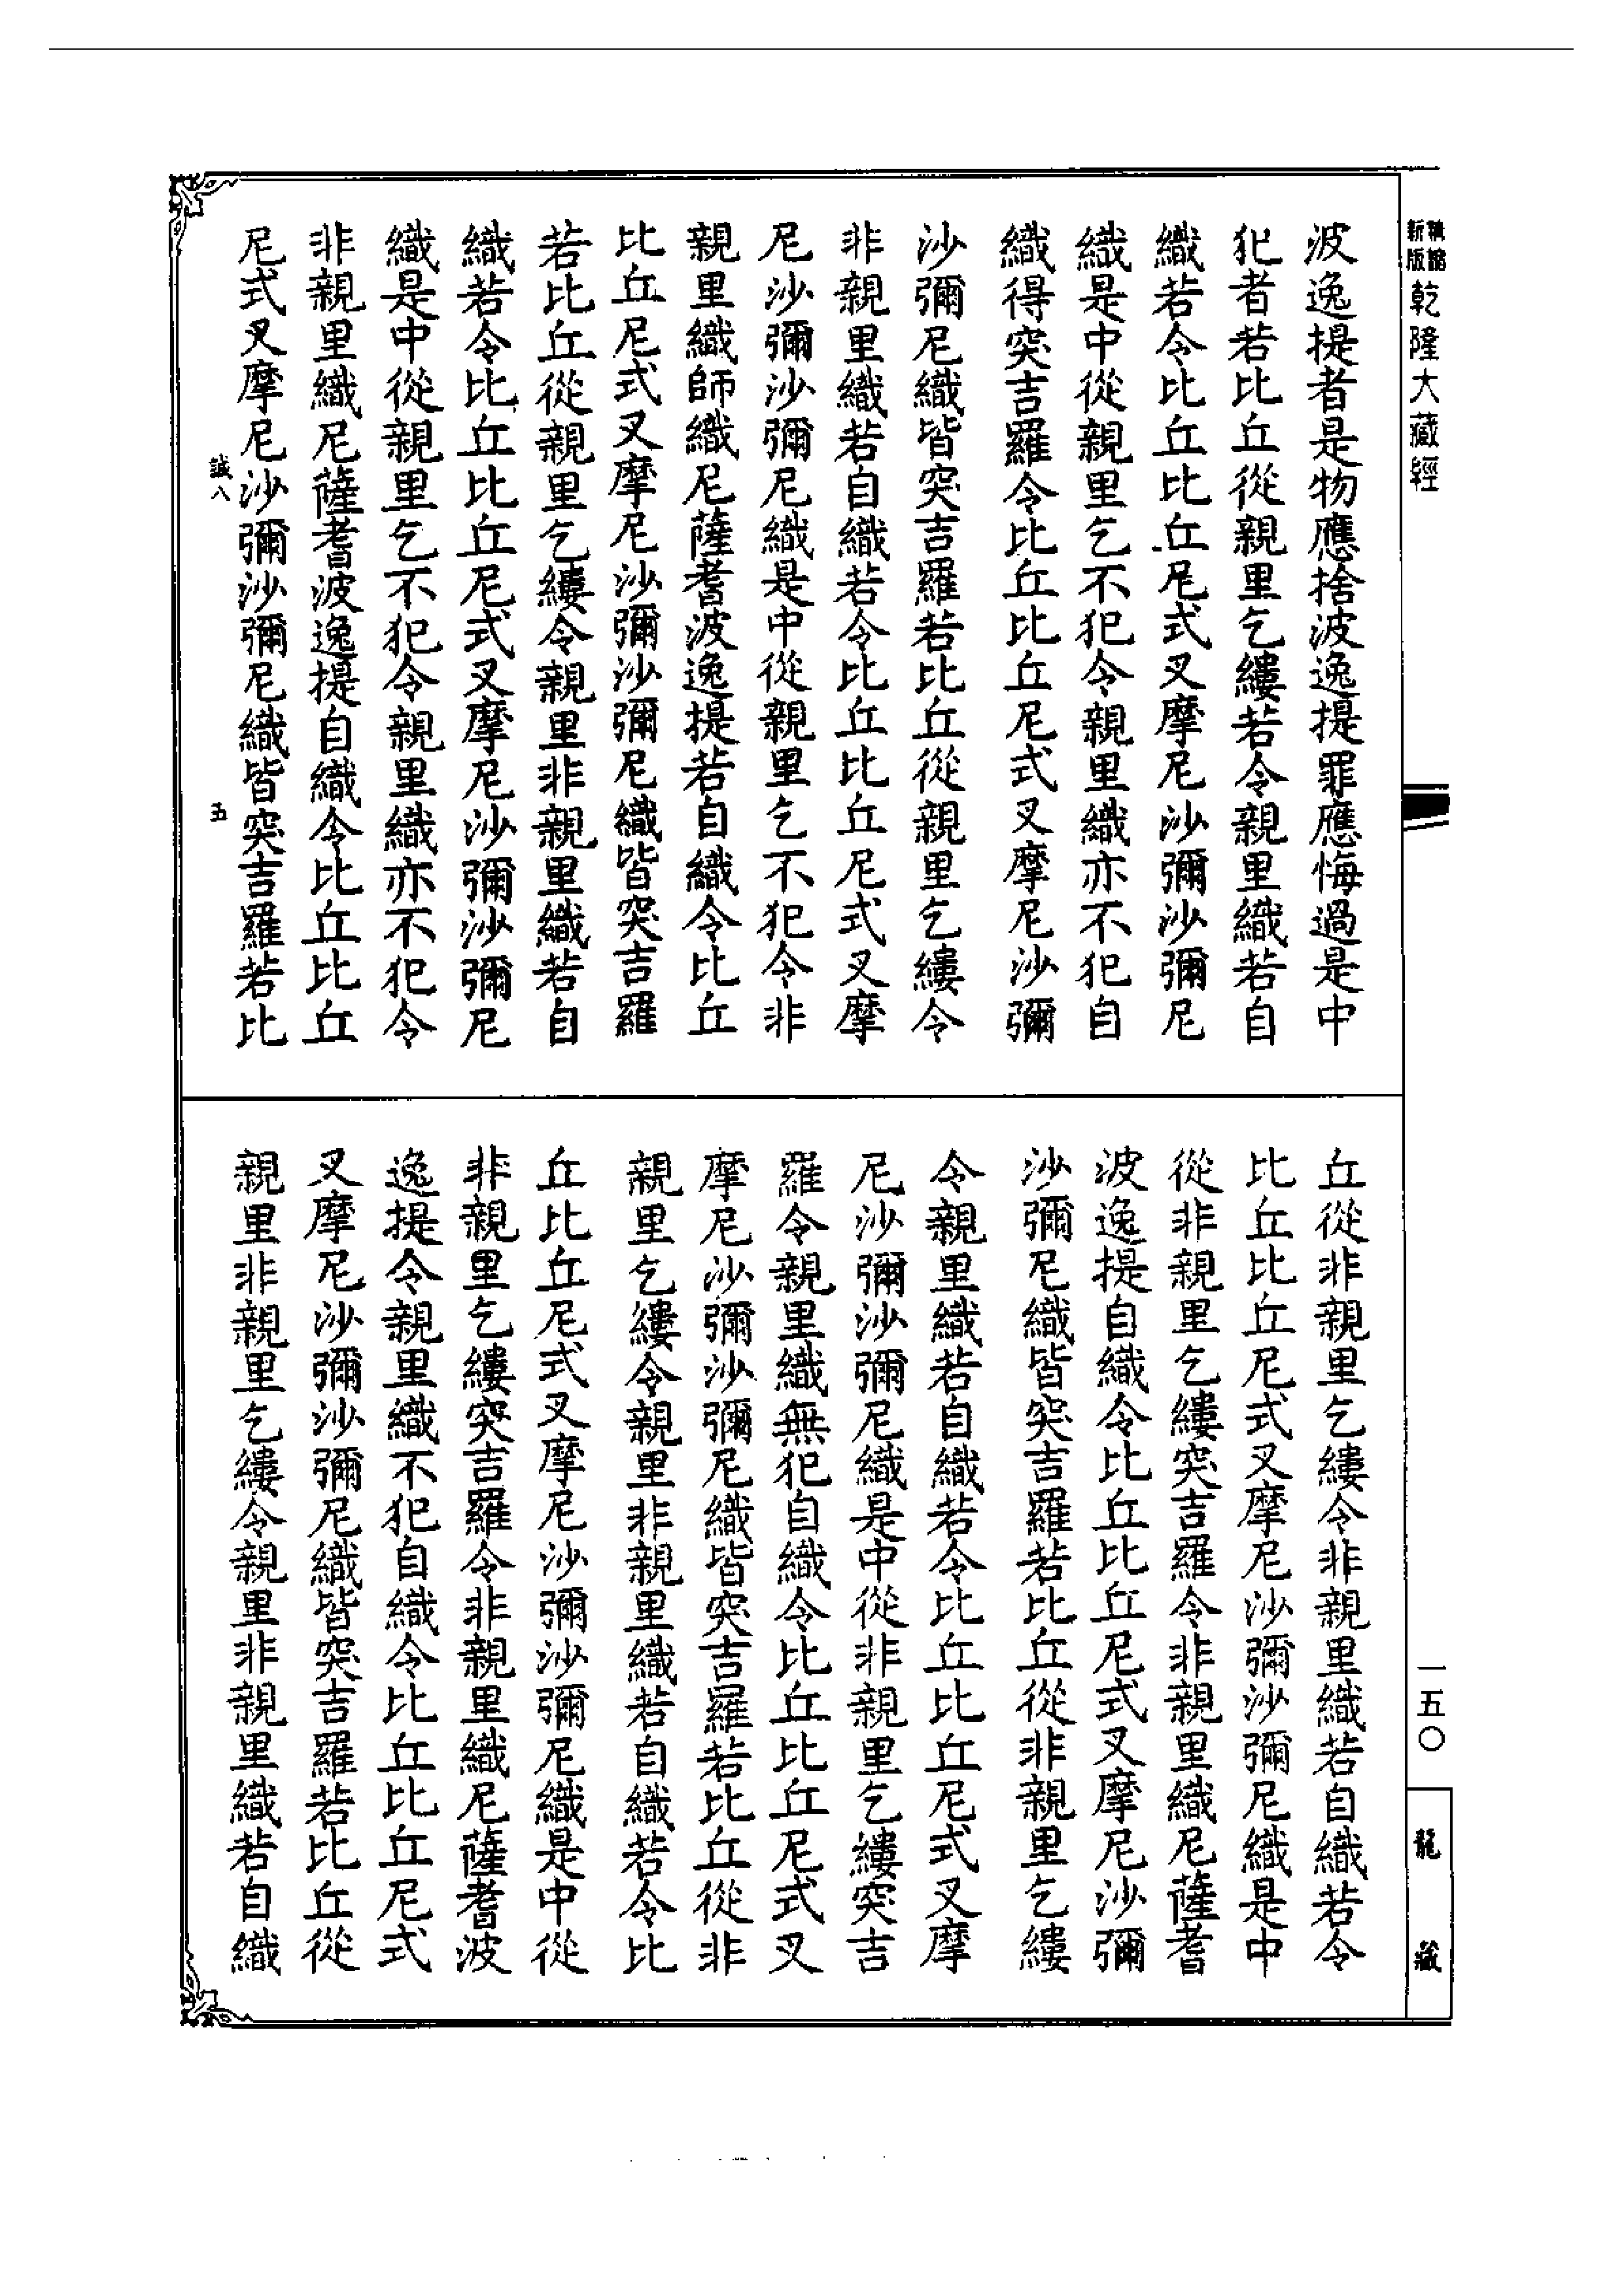 新版
乾隆大藏經
波逸提者是物應捨波逸提罪應悔過是中
犯者若比丘從親里乞縷若令親里織若自
織若令比丘比丘尼式叉摩尼沙彌沙彌尼
織是中從親里乞不犯令親里織亦不犯自
織得突吉羅令比丘比丘尼式叉摩尼沙彌
沙彌尼織皆突吉羅若比丘從親里乞縷令
非親里織若自織若令比丘比丘尼式叉摩
尼沙彌沙彌尼織是中從親里乞不犯令非
親里織師織尼薩耆波逸提若自織令比丘
比丘尼式叉摩尼沙彌沙彌尼織皆突吉羅
若比丘從親里乞縷令親里非親里織若自
織若令比丘比丘尼式叉摩尼沙彌沙彌尼
織是中從親里乞不犯令親里織亦不犯令
非親里織尼薩耆波逸提自織令比丘比丘
尼式叉摩尼沙彌沙彌尼織皆突吉羅若比
誠八
五
丘從非親里乞縷令非親里織若自織若令
比丘比丘尼式叉摩尼沙彌沙彌尼織是中
從非親里乞縷突吉羅令非親里織尼薩耆
波逸提自織令比丘比丘尼式叉摩尼沙彌
沙彌尼織皆突吉羅若比丘從非親里乞縷
令親里織若自織若令比丘比丘尼式叉摩
尼沙彌沙彌尼織是中從非親里乞縷突吉
羅令親里織無犯自織令比丘比丘尼式叉
摩尼沙彌沙彌尼織皆突吉羅若比丘從非
親里乞縷令親里非親里織若自織若令比
丘比丘尼式叉摩尼沙彌沙彌尼織是中從
非親里乞縷突吉羅令非親里織尼薩耆波
逸提令親里織不犯自織令比丘比丘尼式
叉摩尼沙彌沙彌尼織皆突吉羅若比丘從
親里非親里乞縷令親里非親里織若自織
一五〇
龍藏